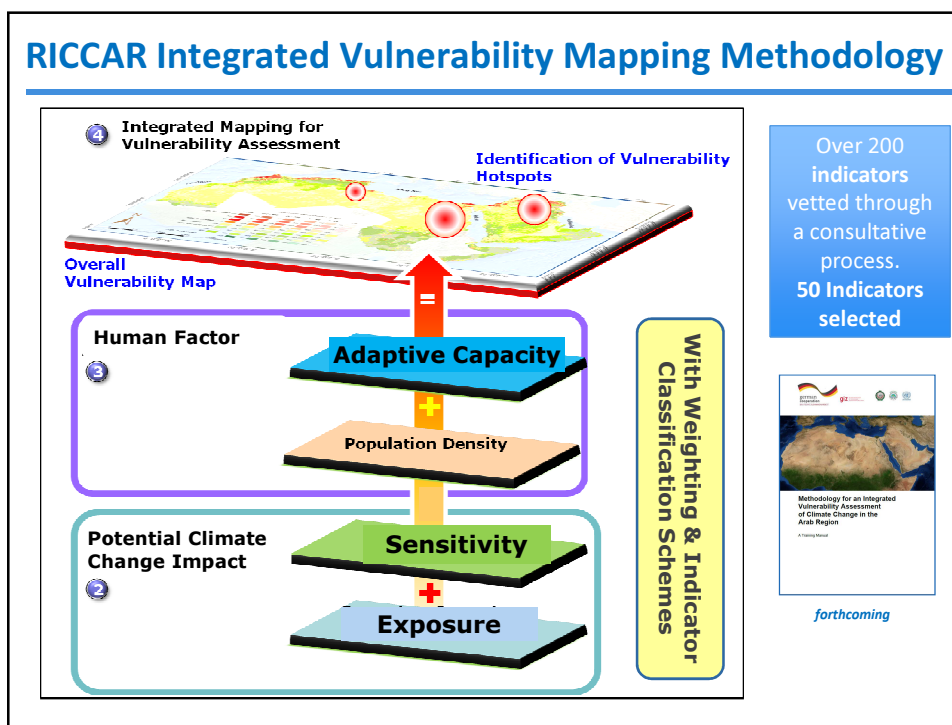 RICCAR Integrated Vulnerability Mapping Methodology
4
Integrated Mapping for
Vulnerability Assessment
Identification of Vulnerability
Hotspots
Overall
Vulnerability Map
=
Human Factor
3
Adaptive Capacity
+
Population Density
Potential Climate
Change Impact
2
Sensitivity
+
Exposure
With Weighting & Indicator
Classification Schemes
Over 200
indicators
vetted through
a consultative
process.
50 Indicators
selected
german
cooperation
giz
Methodology for an Integrated
Vulnerability Assessment
of Climate Change in the
Arab Region
A Training Manual
forthcoming